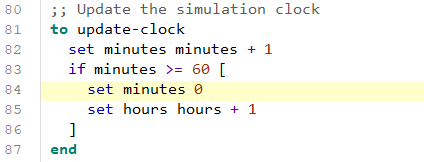 80 ;; Update the simulation clock
81 to update-clock
82   set minutes minutes + 1
83   if minutes >= 60 [
84     set minutes 0
85     set hours hours + 1
86   ]
87 end